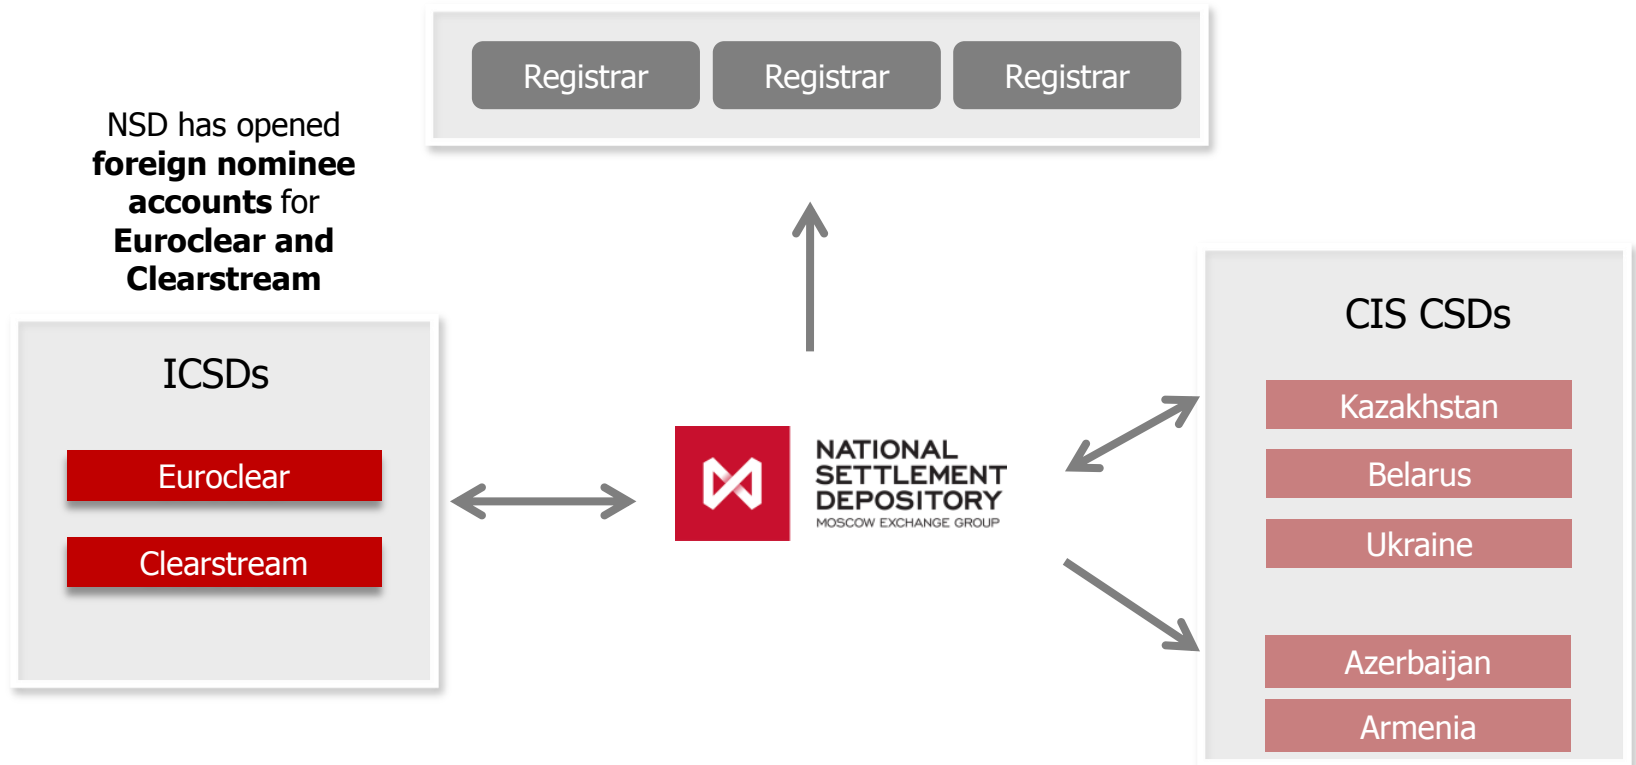 Registrar
Registrar
Registrar
NSD has opened
foreign nominee
accounts for
Euroclear and
Clearstream
ICSDs
Euroclear
Clearstream
NATIONAL
SETTLEMENT
DEPOSITORY
MOSCOW EXCHANGE GROUP
CIS CSDs
Kazakhstan
Belarus
Ukraine
Azerbaijan
Armenia